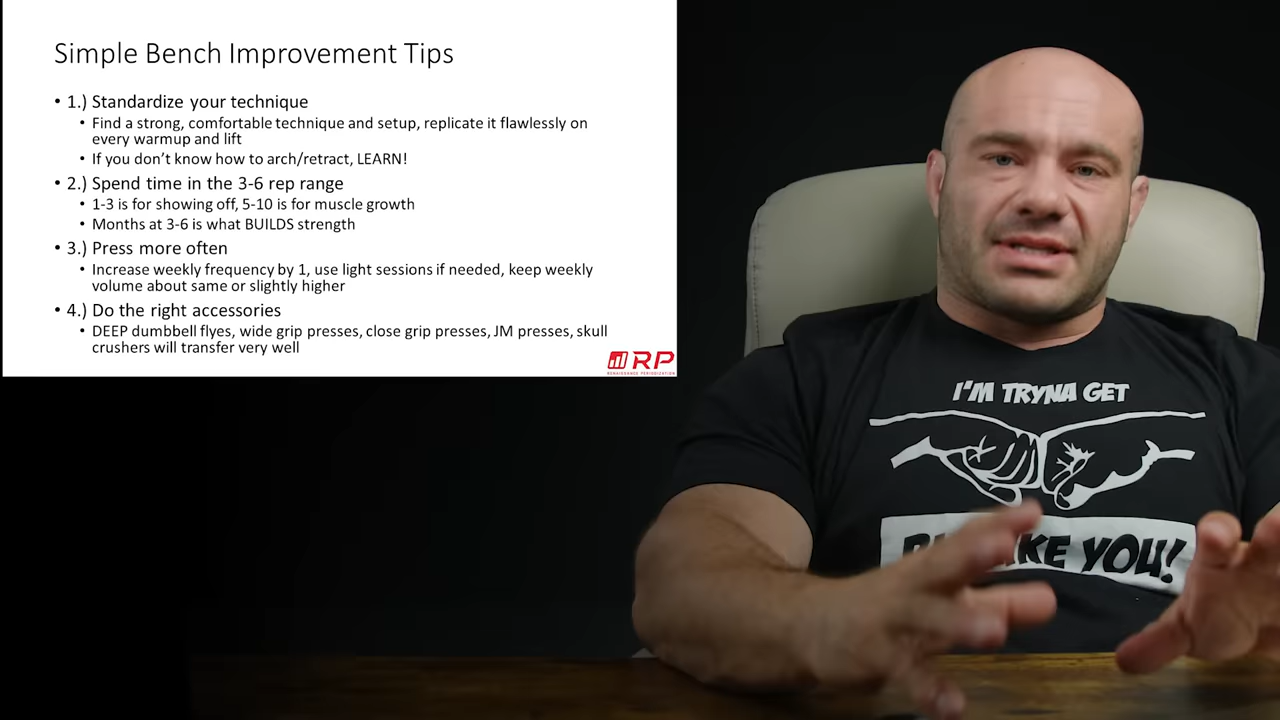 Simple Bench Improvement Tips
• 1.) Standardize your technique
• Find a strong, comfortable technique and setup, replicate it flawlessly on
every warmup and lift
• If you don’t know how to arch/retract, LEARN!
• 2.) Spend time in the 3-6 rep range
• 1-3 is for showing off, 5-10 is for muscle growth
• Months at 3-6 is what BUILDS strength
• 3.) Press more often
• Increase weekly frequency by 1, use light sessions if needed, keep weekly
volume about same or slightly higher
• 4.) Do the right accessories
• DEEP dumbbell flyes, wide grip presses, close grip presses, JM presses, skull
crushers will transfer very well
RP
RENAISSANCE PERIODIZATION
I'M TRYNA GET
YOU!